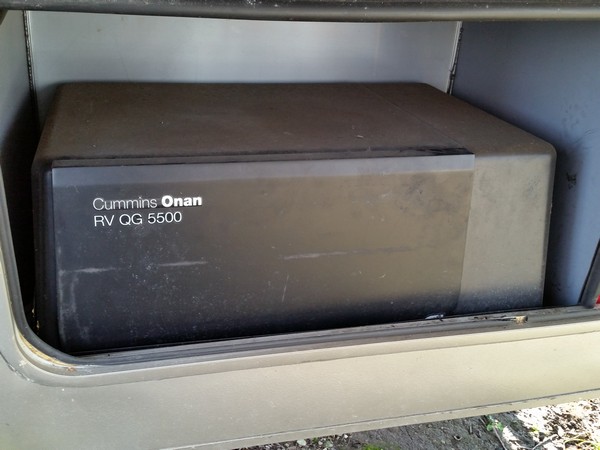 Cummins Onan
RV QG 5500